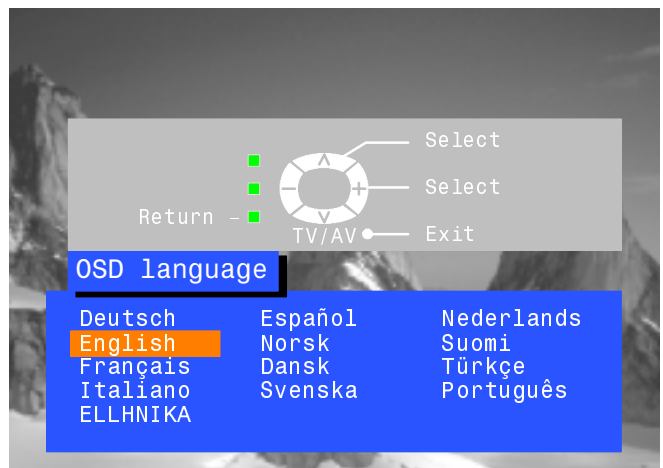 Select
Select
Return
TV/AV
Exit
OSD language
Deutsch Español Nederlands
English Norsk Suomi
Français Dansk Türkçe
Italiano Svenska Português
ELLHNIKA